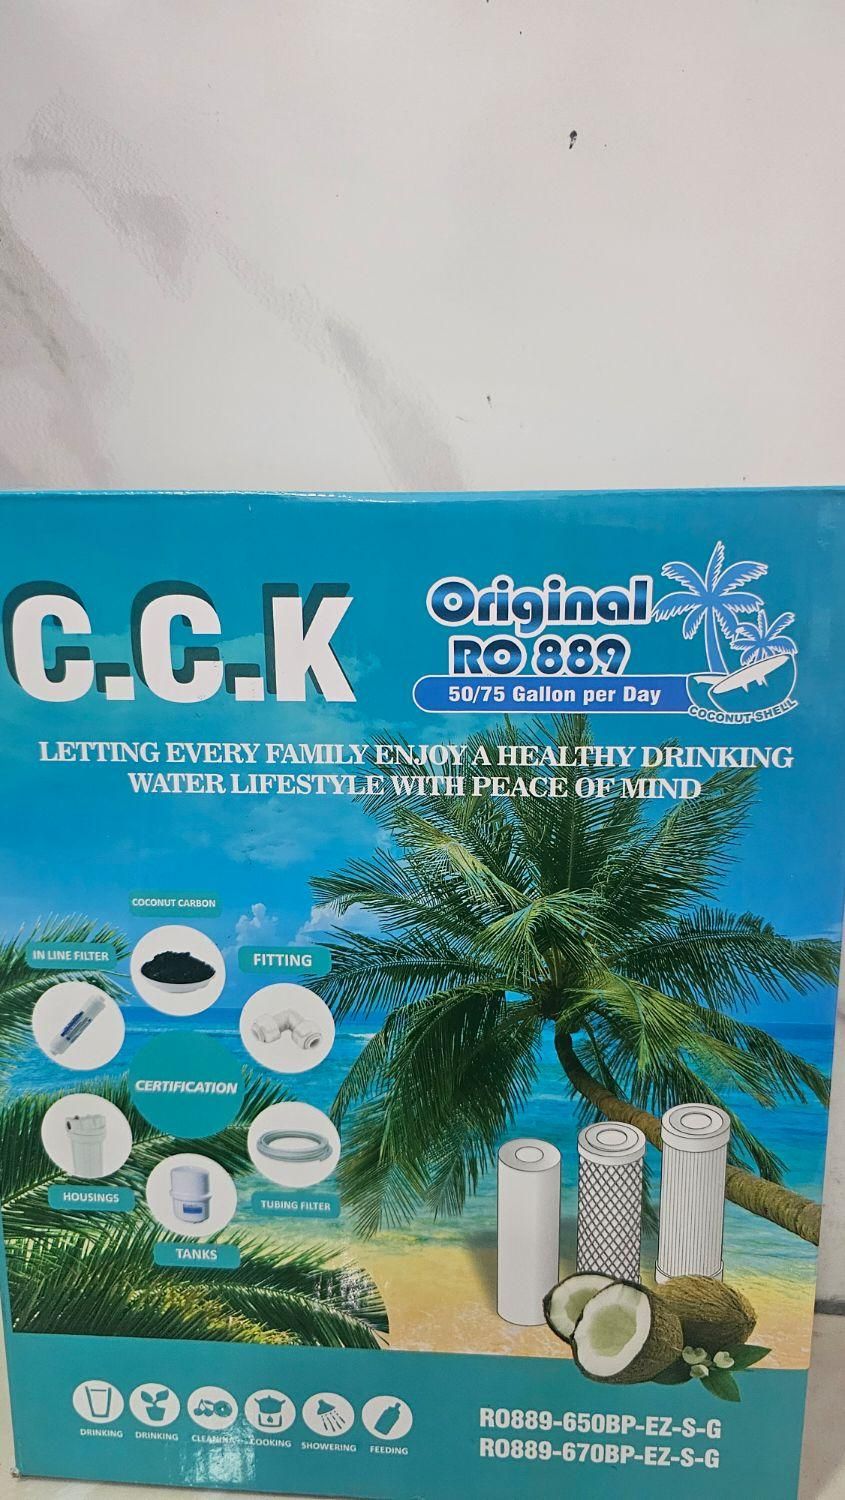 C.C.K
Original
RO 889
50/75 Gallon per Day
COCONUT SHELL
LETTING EVERY FAMILY ENJOY A HEALTHY DRINKING
WATER LIFESTYLE WITH PEACE OF MIND
COCONUT CARBON
IN LINE FILTER
FITTING
CERTIFICATION
HOUSINGS
TUBING FILTER
TANKS
DRINKING
DRINKING
CLEANING
COOKING
SHOWERING
FEEDING
RO889-650BP-EZ-S-G
RO889-670BP-EZ-S-G